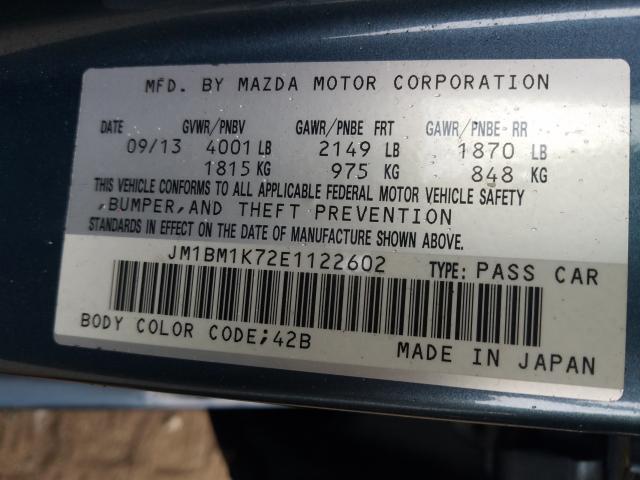 MFD. BY MAZDA MOTOR CORPORATION
DATE GVWR/PNBV GAWR/PNBE FRT GAWR/PNBE RR
09/13 4001 LB 2149 LB 1870 LB
1815 KG 975 KG 848 KG
THIS VEHICLE CONFORMS TO ALL APPLICABLE FEDERAL MOTOR VEHICLE SAFETY
,BUMPER,AND THEFT PREVENTION
STANDARDS IN EFFECT ON THE DATE OF MANUFACTURE SHOWN ABOVE.
JM1BM1K72E1122602 TYPE: PASS CAR
BODY COLOR CODE;42B
MADE IN JAPAN